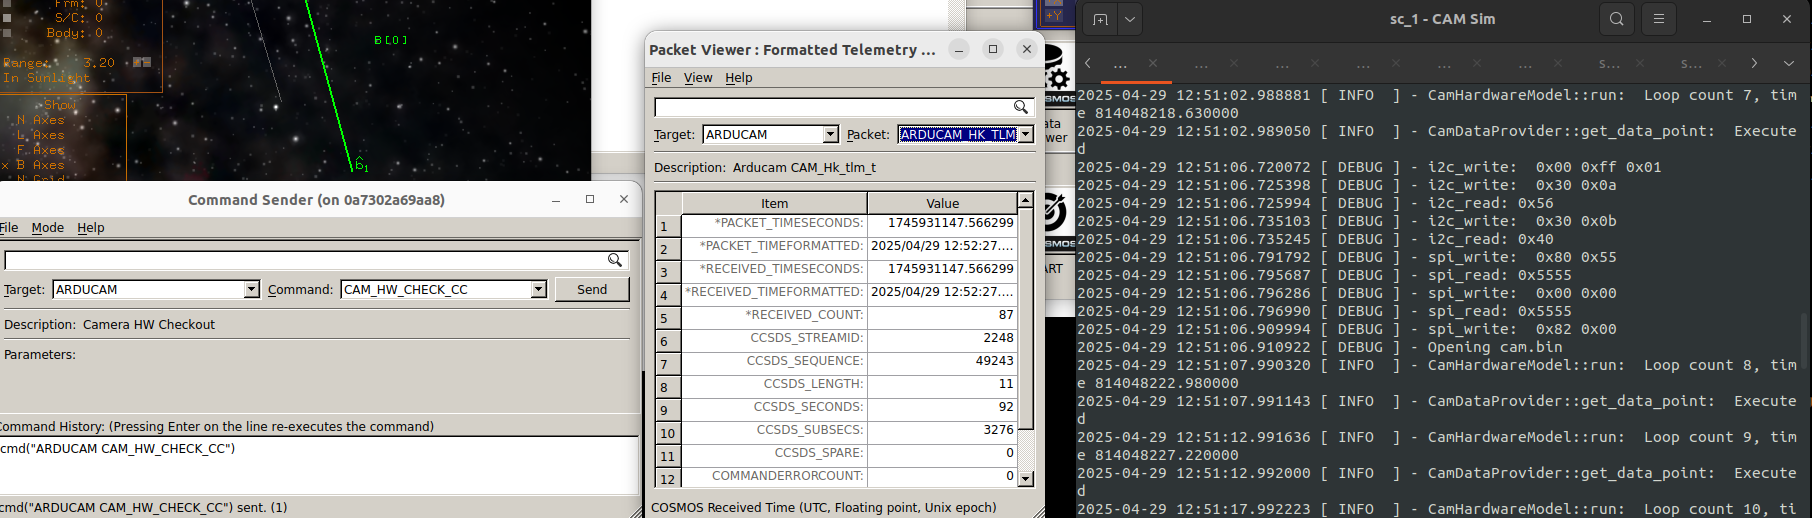 Frm: 0
S/C: 0
Body: 0
Range: 3.20
In Sunlight
Show
N Axes
L Axes
F Axes
x B Axes
N Grid
B[0]
b1
Command Sender (on 0a7302a69aa8)
File Mode Help
Target: ARDUCAM Command: CAM_HW_CHECK_CC Send
Description: Camera HW Checkout
Parameters:
Command History: (Pressing Enter on the line re-executes the command)
cmd("ARDUCAM CAM_HW_CHECK_CC")
cmd("ARDUCAM CAM_HW_CHECK_CC") sent. (1)
Packet Viewer : Formatted Telemetry ...
File View Help
Target: ARDUCAM Packet: ARDUCAM_HK_TLM
Description: Arducam CAM_Hk_tlm_t
Item Value
1 *PACKET_TIMESECONDS: 1745931147.566299
2 *PACKET_TIMEFORMATTED: 2025/04/29 12:52:27....
3 *RECEIVED_TIMESECONDS: 1745931147.566299
4 *RECEIVED_TIMEFORMATTED: 2025/04/29 12:52:27....
5 *RECEIVED_COUNT: 87
6 CCSDS_STREAMID: 2248
7 CCSDS_SEQUENCE: 49243
8 CCSDS_LENGTH: 11
9 CCSDS_SECONDS: 92
10 CCSDS_SUBSECS: 3276
11 CCSDS_SPARE: 0
12 COMMANDERRORCOUNT: 0
COSMOS Received Time (UTC, Floating point, Unix epoch)
+Y
OSMOS
ata
wer
OSMOS
ART
sc_1 - CAM Sim
... ... ... ... ... ... s... s...
2025-04-29 12:51:02.988881 [ INFO ] - CamHardwareModel::run: Loop count 7, tim
e 814048218.630000
2025-04-29 12:51:02.989050 [ INFO ] - CamDataProvider::get_data_point: Execute
d
2025-04-29 12:51:06.720072 [ DEBUG ] - i2c_write: 0x00 0xff 0x01
2025-04-29 12:51:06.725398 [ DEBUG ] - i2c_write: 0x30 0x0a
2025-04-29 12:51:06.725994 [ DEBUG ] - i2c_read: 0x56
2025-04-29 12:51:06.735103 [ DEBUG ] - i2c_write: 0x30 0x0b
2025-04-29 12:51:06.735245 [ DEBUG ] - i2c_read: 0x40
2025-04-29 12:51:06.791792 [ DEBUG ] - spi_write: 0x80 0x55
2025-04-29 12:51:06.795687 [ DEBUG ] - spi_read: 0x5555
2025-04-29 12:51:06.796286 [ DEBUG ] - spi_write: 0x00 0x00
2025-04-29 12:51:06.796990 [ DEBUG ] - spi_read: 0x5555
2025-04-29 12:51:06.909994 [ DEBUG ] - spi_write: 0x82 0x00
2025-04-29 12:51:06.910922 [ DEBUG ] - Opening cam.bin
2025-04-29 12:51:07.990320 [ INFO ] - CamHardwareModel::run: Loop count 8, tim
e 814048222.980000
2025-04-29 12:51:07.991143 [ INFO ] - CamDataProvider::get_data_point: Execute
d
2025-04-29 12:51:12.991636 [ INFO ] - CamHardwareModel::run: Loop count 9, tim
e 814048227.220000
2025-04-29 12:51:12.992000 [ INFO ] - CamDataProvider::get_data_point: Execute
d
2025-04-29 12:51:17.992223 [ INFO ] - CamHardwareModel::run: Loop count 10, ti